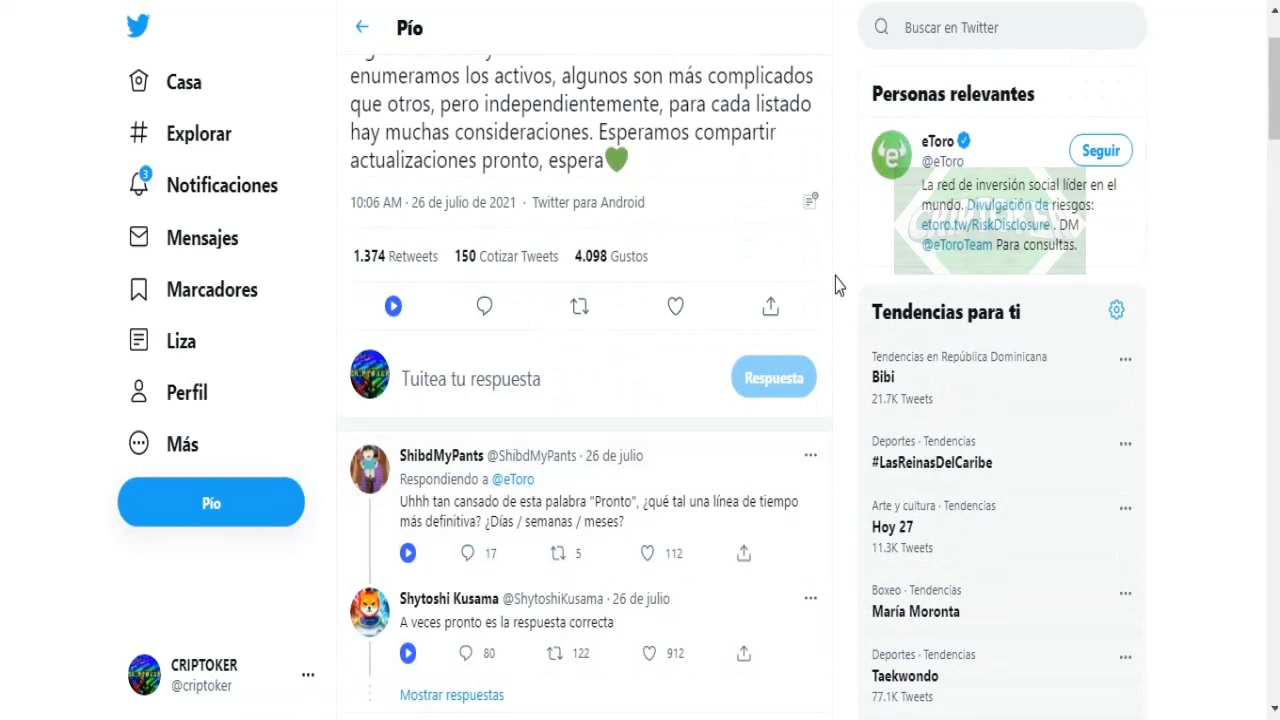 Casa
Explorar
3
Notificaciones
Mensajes
Marcadores
Liza
Perfil
Más
Pío
CRIPTOKER
@criptoker
Pío
enumeramos los activos, algunos son más complicados
que otros, pero independientemente, para cada listado
hay muchas consideraciones. Esperamos compartir
actualizaciones pronto, espera
10:06 AM · 26 de julio de 2021 · Twitter para Android
1.374 Retweets 150 Cotizar Tweets 4.098 Gustos
Tuitea tu respuesta
Respuesta
ShibdMyPants @ShibdMyPants · 26 de julio
Respondiendo a @eToro
Uhhh tan cansado de esta palabra "Pronto", ¿qué tal una línea de tiempo
más definitiva? ¿Días / semanas / meses?
17 5 112
Shytoshi Kusama @ShytoshiKusama · 26 de julio
A veces pronto es la respuesta correcta
80 122 912
Mostrar respuestas
Buscar en Twitter
Personas relevantes
eToro
@eToro
Seguir
La red de inversión social líder en el
mundo. Divulgación de riesgos:
etoro.tw/RiskDisclosure . DM
@eToroTeam Para consultas.
Tendencias para ti
Tendencias en República Dominicana
Bibi
21.7K Tweets
Deportes · Tendencias
#LasReinasDelCaribe
Arte y cultura · Tendencias
Hoy 27
11.3K Tweets
Boxeo · Tendencias
María Moronta
Deportes · Tendencias
Taekwondo
77.1K Tweets